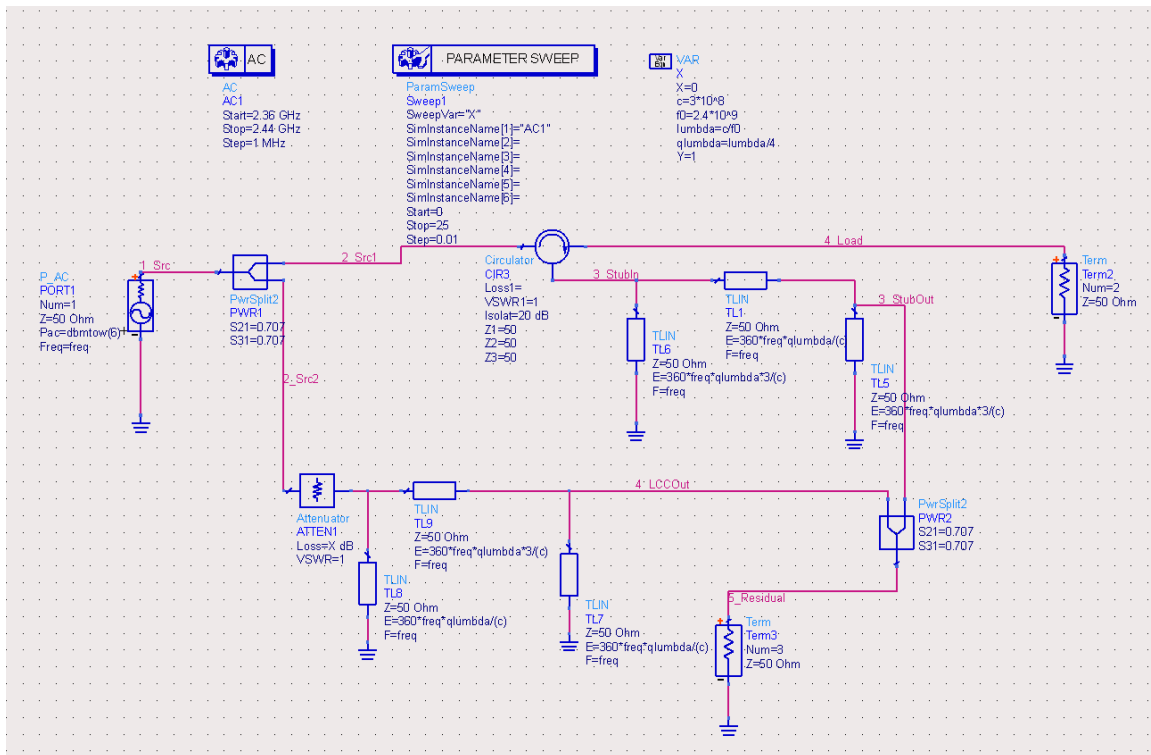 AC
AC
AC1
Start=2.36 GHz
Stop=2.44 GHz
Step=1 MHz
PARAMETER SWEEP
ParamSweep
Sweep1
SweepVar="X"
SimInstanceName[1]="AC1"
SimInstanceName[2]=
SimInstanceName[3]=
SimInstanceName[4]=
SimInstanceName[5]=
SimInstanceName[6]=
Start=0
Stop=25
Step=0.01
Var
Eqn
VAR
X
X=0
c=3*10^8
f0=2.4*10^9
lumbda=c/f0
qlumbda=lumbda/4
Y=1
1_Src
P_AC
PORT1
Num=1
Z=50 Ohm
Pac=dbmtow(6)
Freq=freq
PwrSplit2
PWR1
S21=0.707
S31=0.707
2_Src1
2_Src2
Circulator
CIR3
Loss1=
VSWR1=1
Isolat=20 dB
Z1=50
Z2=50
Z3=50
3_StubIn
4_Load
TLIN
TL1
Z=50 Ohm
E=360*freq*qlumbda/(c)
F=freq
3_StubOut
TLIN
TL6
Z=50 Ohm
E=360*freq*qlumbda*3/(c)
F=freq
TLIN
TL5
Z=50 Ohm
E=360*freq*qlumbda*3/(c)
F=freq
Term
Term2
Num=2
Z=50 Ohm
Attenuator
ATTEN1
Loss=X dB
VSWR=1
TLIN
TL9
Z=50 Ohm
E=360*freq*qlumbda*3/(c)
F=freq
4_LCCOut
TLIN
TL8
Z=50 Ohm
E=360*freq*qlumbda/(c)
F=freq
TLIN
TL7
Z=50 Ohm
E=360*freq*qlumbda/(c)
F=freq
PwrSplit2
PWR2
S21=0.707
S31=0.707
5_Residual
Term
Term3
Num=3
Z=50 Ohm